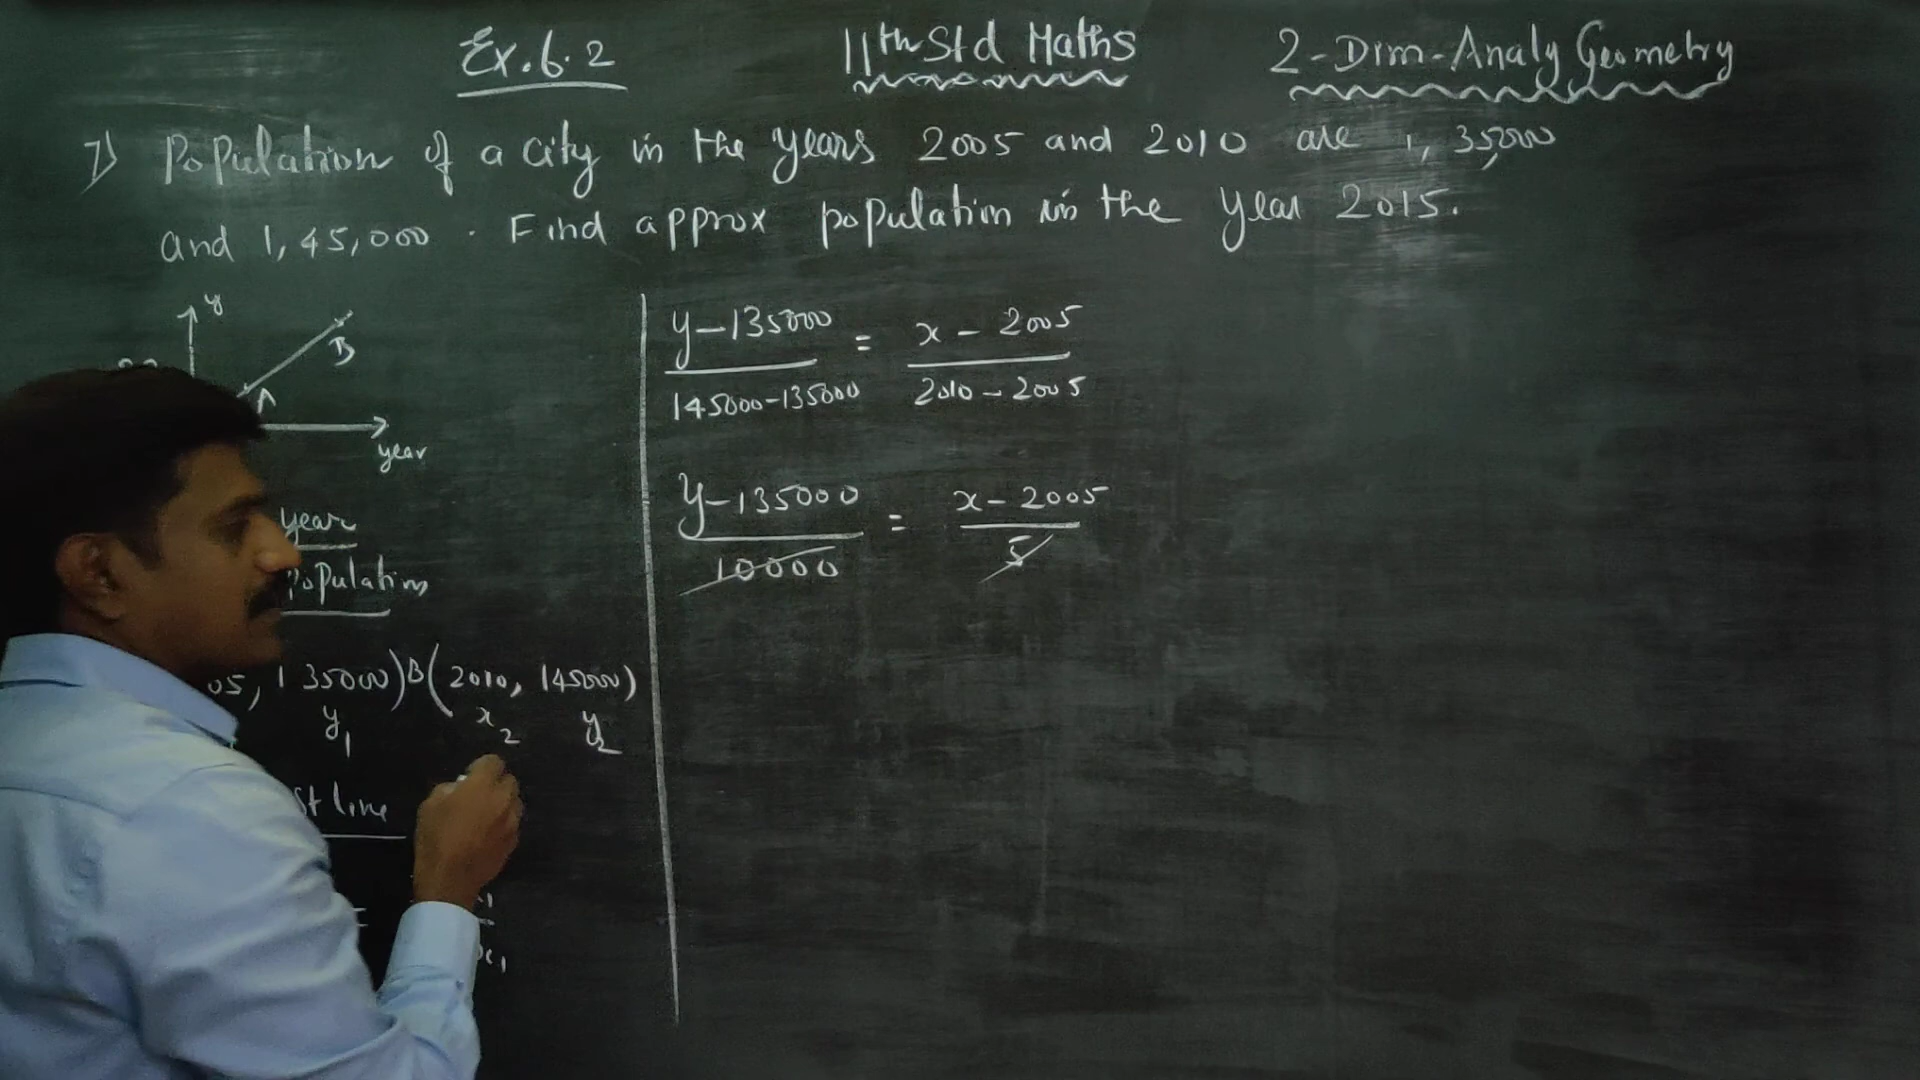 Ex. 6.2
11th Std Maths
2-Dim-Analy Geometry
7) Population of a city in the years 2005 and 2010 are 1,35,000
and 1,45,000. Find approx population in the year 2015.
y
B
A
year
year
Population
05, 135000) B(2010, 145000)
y1 x2 y2
st line
=
x1
y-135000 / 145000-135000 = x - 2005 / 2010 - 2005
y-135000 / 10000 = x - 2005 / 5